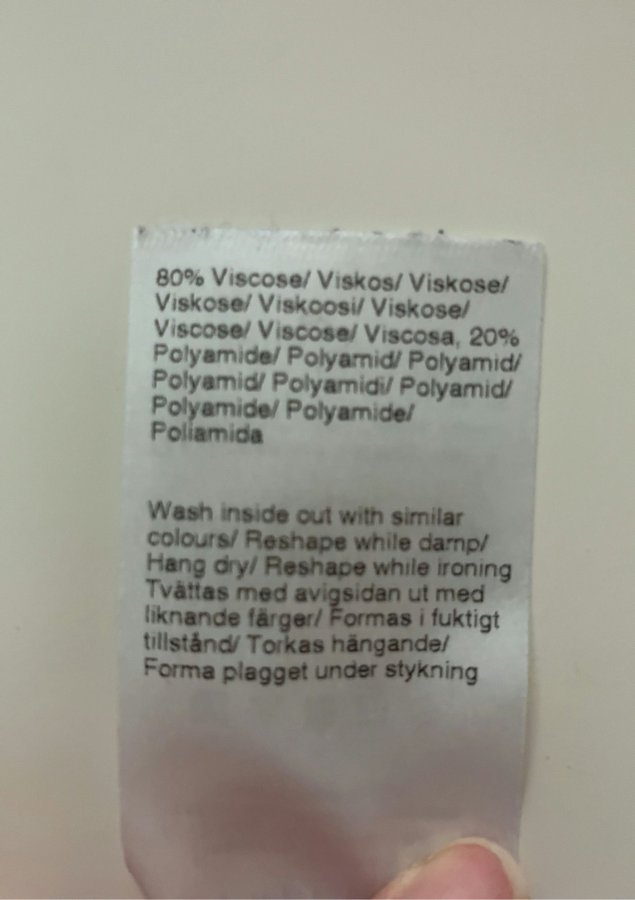 80% Viscose/ Viskos/ Viskose/
Viskose/ Viskoosi/ Viskose/
Viscose/ Viscose/ Viscosa, 20%
Polyamide/ Polyamid/ Polyamid/
Polyamid/ Polyamidi/ Polyamid/
Polyamide/ Polyamide/
Poliamida
Wash inside out with similar
colours/ Reshape while damp/
Hang dry/ Reshape while ironing
Tvättas med avigsidan ut med
liknande färger/ Formas i fuktigt
tillstånd/ Torkas hängande/
Forma plagget under stykning